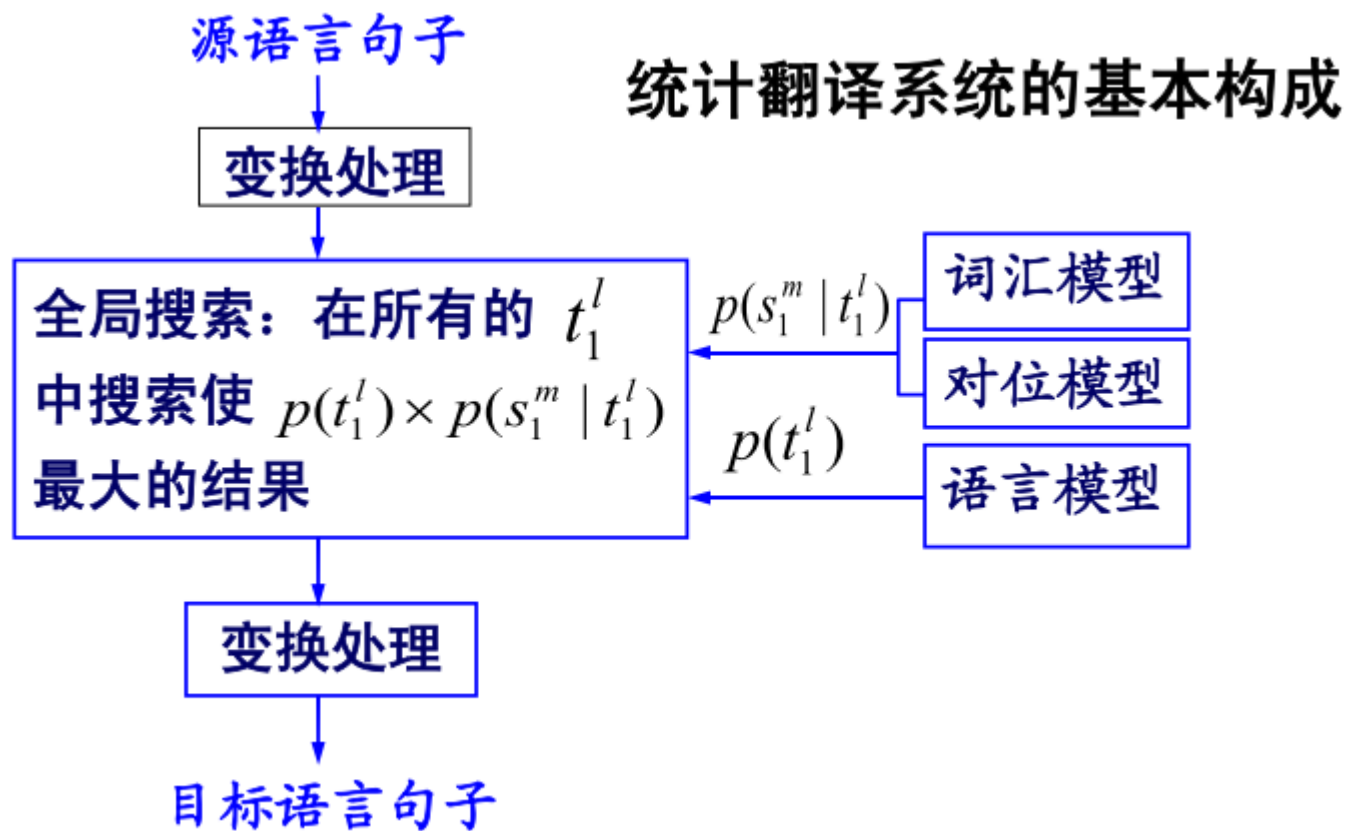 源语言句子
统计翻译系统的基本构成
变换处理
全局搜索：在所有的 t_1^l
中搜索使 p(t_1^l) × p(s_1^m | t_1^l)
最大的结果
p(s_1^m | t_1^l)
词汇模型
对位模型
p(t_1^l)
语言模型
变换处理
目标语言句子